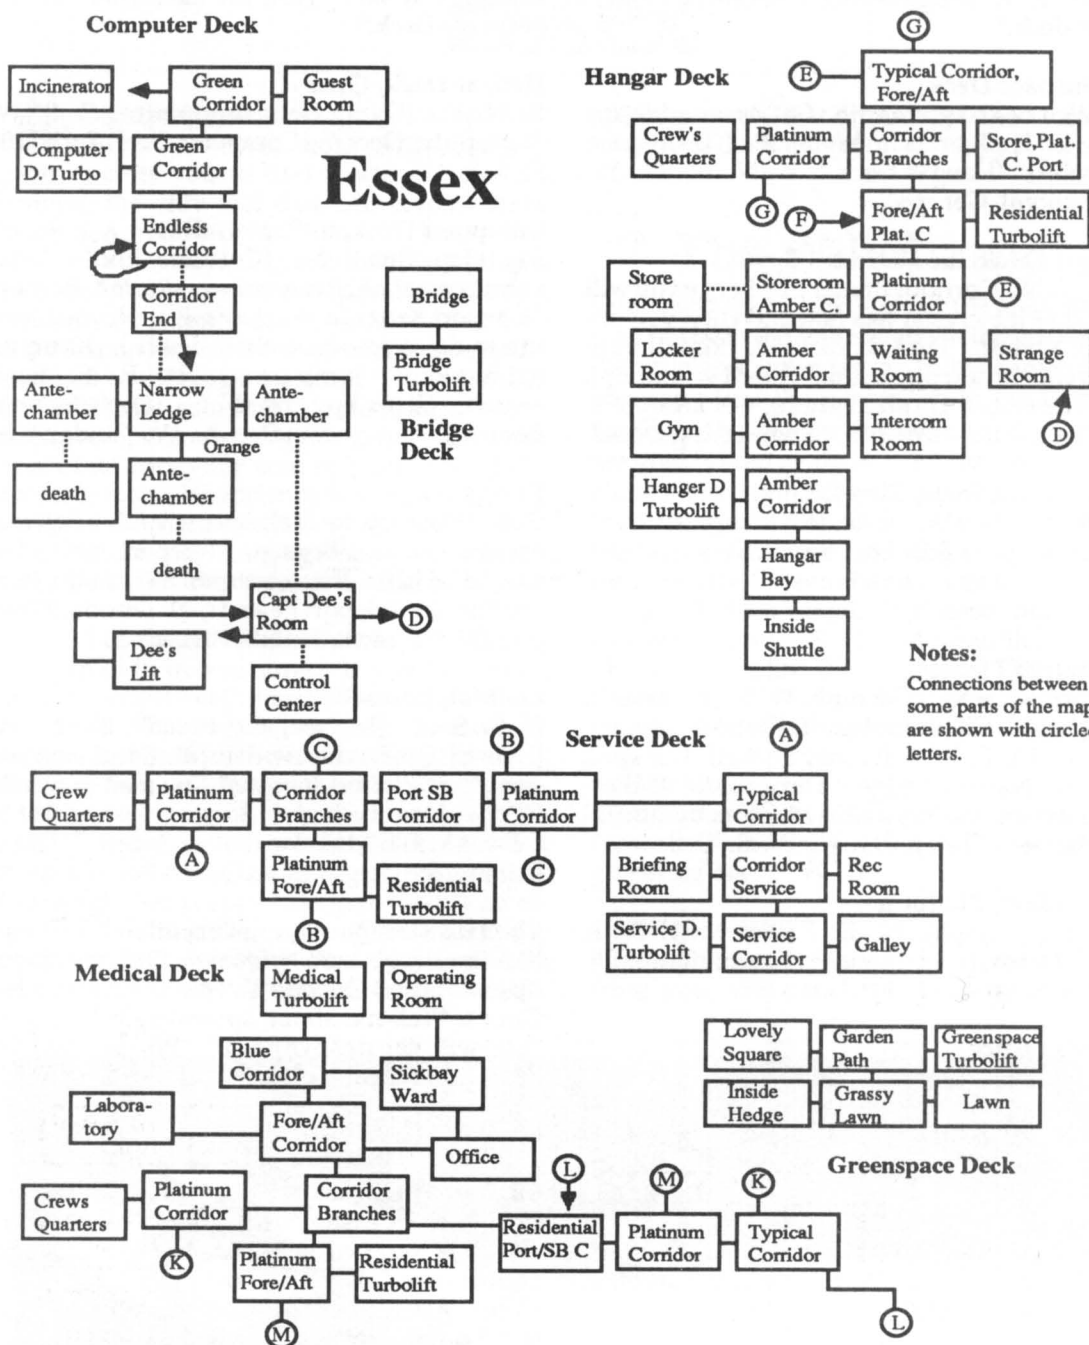 Computer Deck
Incinerator
Green
Corridor
Guest
Room
Computer
D. Turbo
Green
Corridor
Essex
Endless
Corridor
Corridor
End
Ante-
chamber
Narrow
Ledge
Ante-
chamber
Orange
death
Ante-
chamber
death
Capt Dee's
Room
D
Dee's
Lift
Control
Center
Bridge
Bridge
Turbolift
Bridge
Deck
Hangar Deck
G
E
Typical Corridor,
Fore/Aft
Crew's
Quarters
Platinum
Corridor
Corridor
Branches
Store,Plat.
C. Port
G
F
Fore/Aft
Plat. C
Residential
Turbolift
Store
room
Storeroom
Amber C.
Platinum
Corridor
E
Locker
Room
Amber
Corridor
Waiting
Room
Strange
Room
Gym
Amber
Corridor
Intercom
Room
D
Hanger D
Turbolift
Amber
Corridor
Hangar
Bay
Inside
Shuttle
Notes:
Connections between
some parts of the map
are shown with circled
letters.
Service Deck
C
B
A
Crew
Quarters
Platinum
Corridor
Corridor
Branches
Port SB
Corridor
Platinum
Corridor
Typical
Corridor
A
C
Platinum
Fore/Aft
Residential
Turbolift
B
Briefing
Room
Corridor
Service
Rec
Room
Service D.
Turbolift
Service
Corridor
Galley
Medical Deck
Medical
Turbolift
Operating
Room
Blue
Corridor
Sickbay
Ward
Labora-
tory
Fore/Aft
Corridor
Office
Crews
Quarters
Platinum
Corridor
Corridor
Branches
L
M
K
Residential
Port/SB C
Platinum
Corridor
Typical
Corridor
K
Platinum
Fore/Aft
Residential
Turbolift
M
L
Lovely
Square
Garden
Path
Greenspace
Turbolift
Inside
Hedge
Grassy
Lawn
Lawn
Greenspace Deck